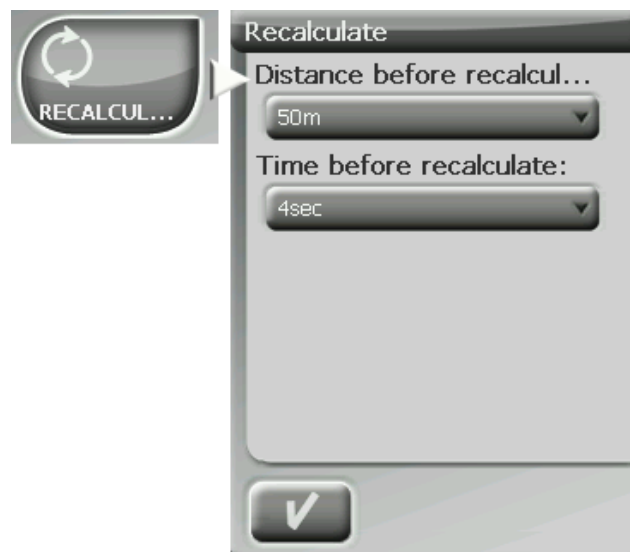 RECALCUL...
Recalculate
Distance before recalcul...
50m
Time before recalculate:
4sec